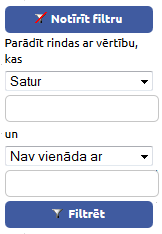 Notīrīt filtru
Parādīt rindas ar vērtību,
kas
Satur
un
Nav vienāda ar
Filtrēt